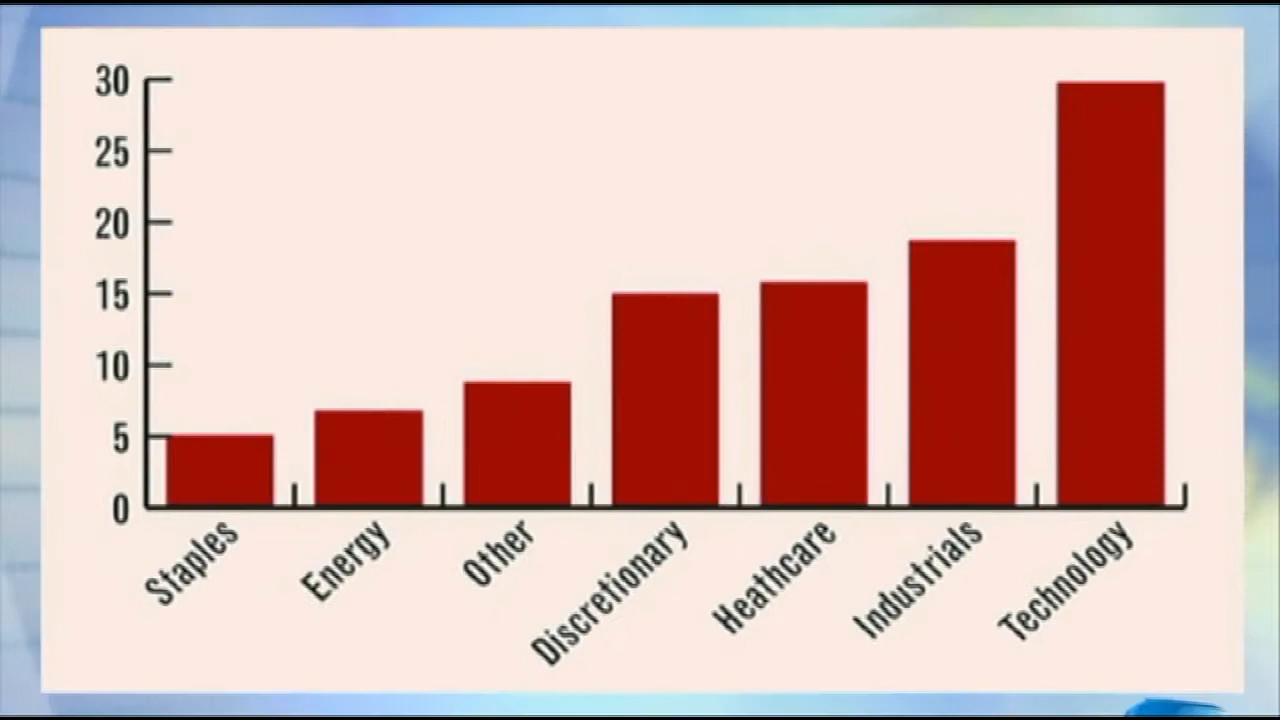 30
25
20
15
10
5
0
Staples
Energy
Other
Discretionary
Heathcare
Industrials
Technology